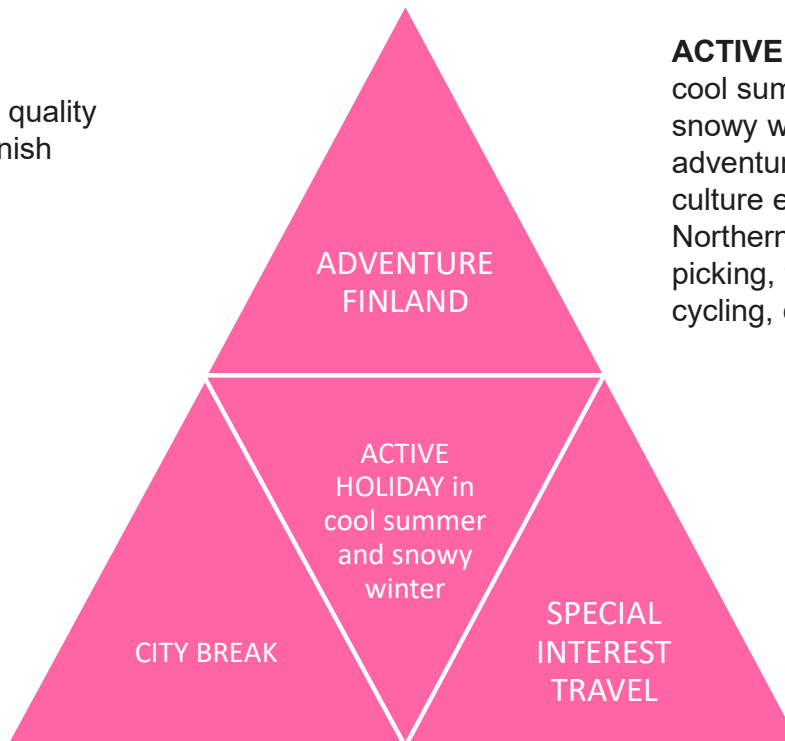 quality
nish
ACTIVE
cool sum
snowy w
adventur
culture e
Northern
picking,
cycling,
ADVENTURE
FINLAND
ACTIVE
HOLIDAY in
cool summer
and snowy
winter
CITY BREAK
SPECIAL
INTEREST
TRAVEL